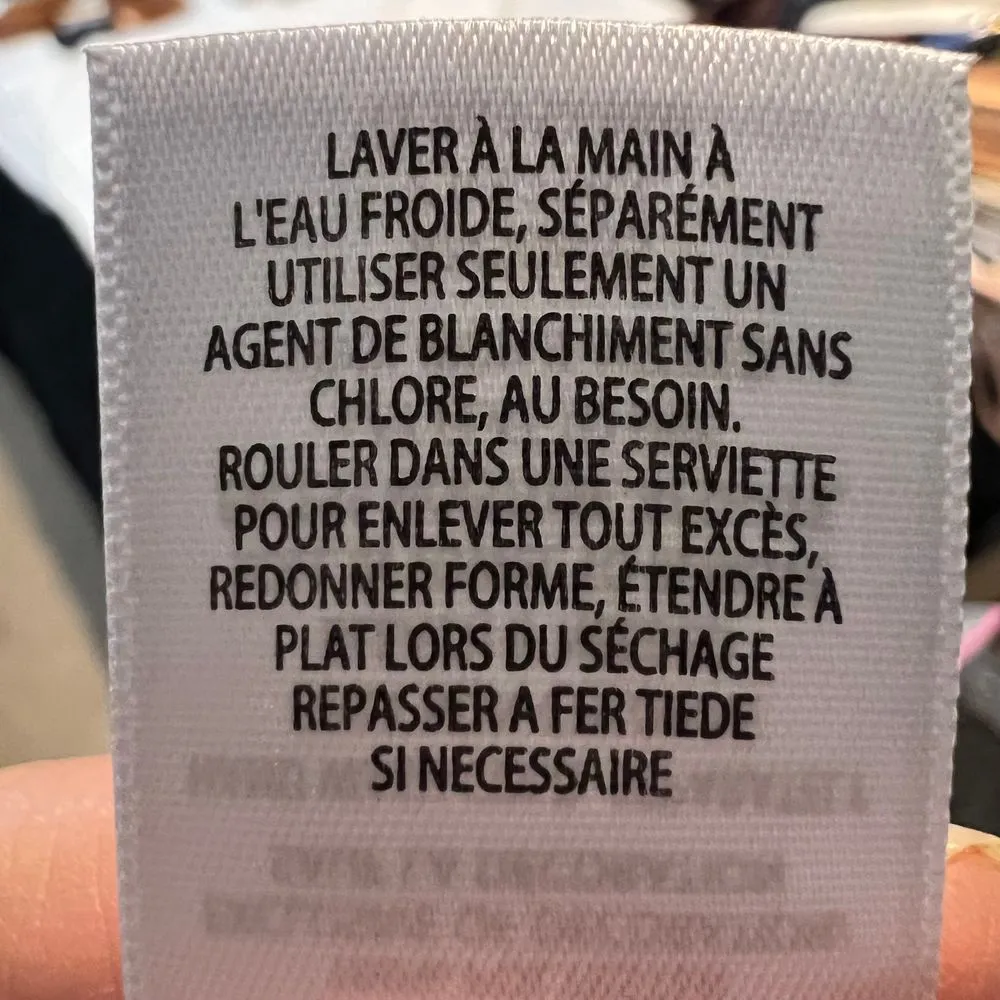 LAVER À LA MAIN À
L'EAU FROIDE, SÉPARÉMENT
UTILISER SEULEMENT UN
AGENT DE BLANCHIMENT SANS
CHLORE, AU BESOIN.
ROULER DANS UNE SERVIETTE
POUR ENLEVER TOUT EXCÈS,
REDONNER FORME, ÉTENDRE À
PLAT LORS DU SÉCHAGE
REPASSER A FER TIEDE
SI NECESSAIRE